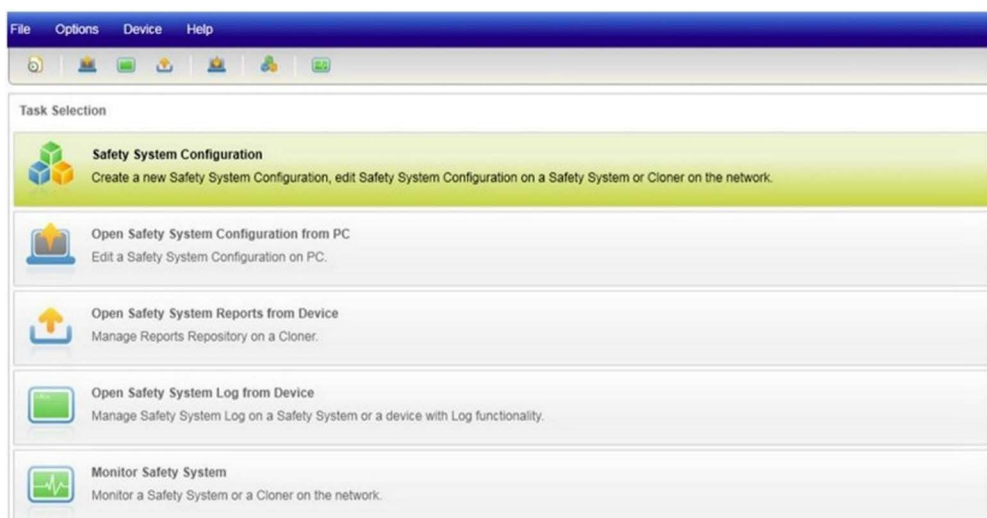 File Options Device Help
Task Selection
Safety System Configuration
Create a new Safety System Configuration, edit Safety System Configuration on a Safety System or Cloner on the network.
Open Safety System Configuration from PC
Edit a Safety System Configuration on PC.
Open Safety System Reports from Device
Manage Reports Repository on a Cloner.
Open Safety System Log from Device
Manage Safety System Log on a Safety System or a device with Log functionality.
Monitor Safety System
Monitor a Safety System or a Cloner on the network.